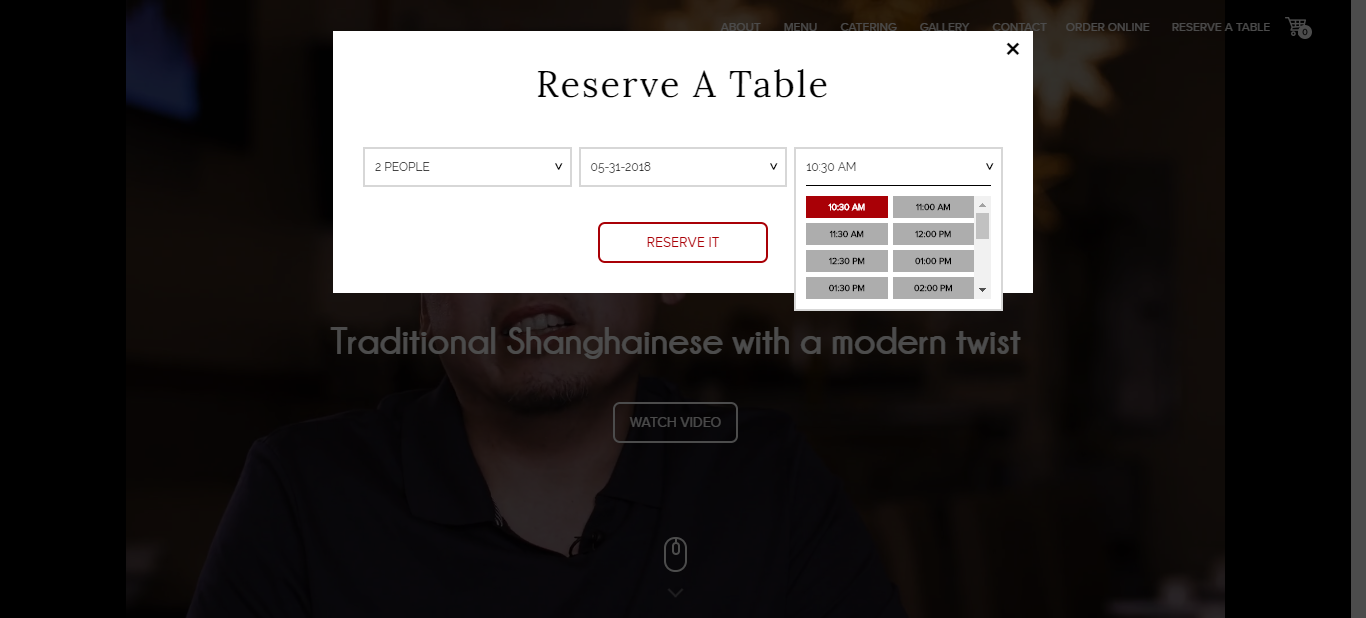 ABOUT MENU CATERING GALLERY CONTACT ORDER ONLINE RESERVE A TABLE 0
Reserve A Table
2 PEOPLE 05-31-2018 10:30 AM
10:30 AM 11:00 AM
11:30 AM 12:00 PM
12:30 PM 01:00 PM
01:30 PM 02:00 PM
RESERVE IT
Traditional Shanghainese with a modern twist
WATCH VIDEO